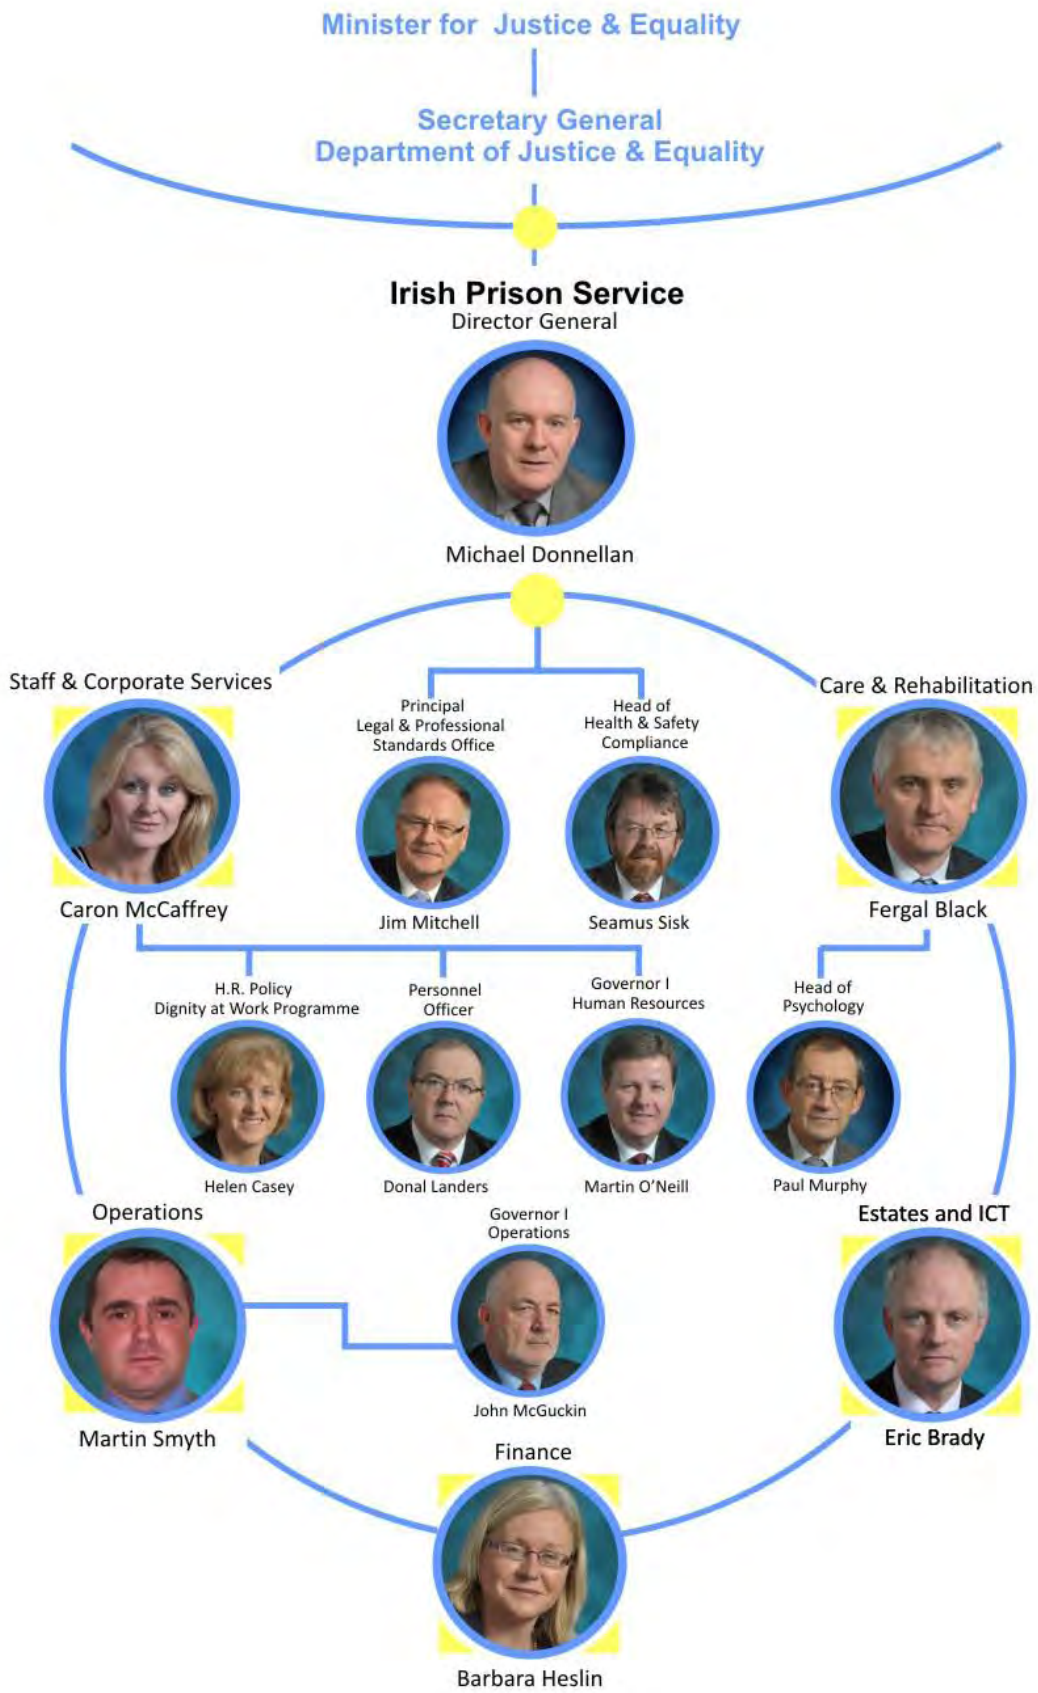 Minister for Justice & Equality
Secretary General
Department of Justice & Equality
Irish Prison Service
Director General
Michael Donnellan
Staff & Corporate Services
Caron McCaffrey
Principal
Legal & Professional
Standards Office
Jim Mitchell
Head of
Health & Safety
Compliance
Seamus Sisk
Care & Rehabilitation
Fergal Black
H.R. Policy
Dignity at Work Programme
Helen Casey
Personnel
Officer
Donal Landers
Governor I
Human Resources
Martin O'Neill
Head of
Psychology
Paul Murphy
Operations
Martin Smyth
Governor I
Operations
John McGuckin
Estates and ICT
Eric Brady
Finance
Barbara Heslin